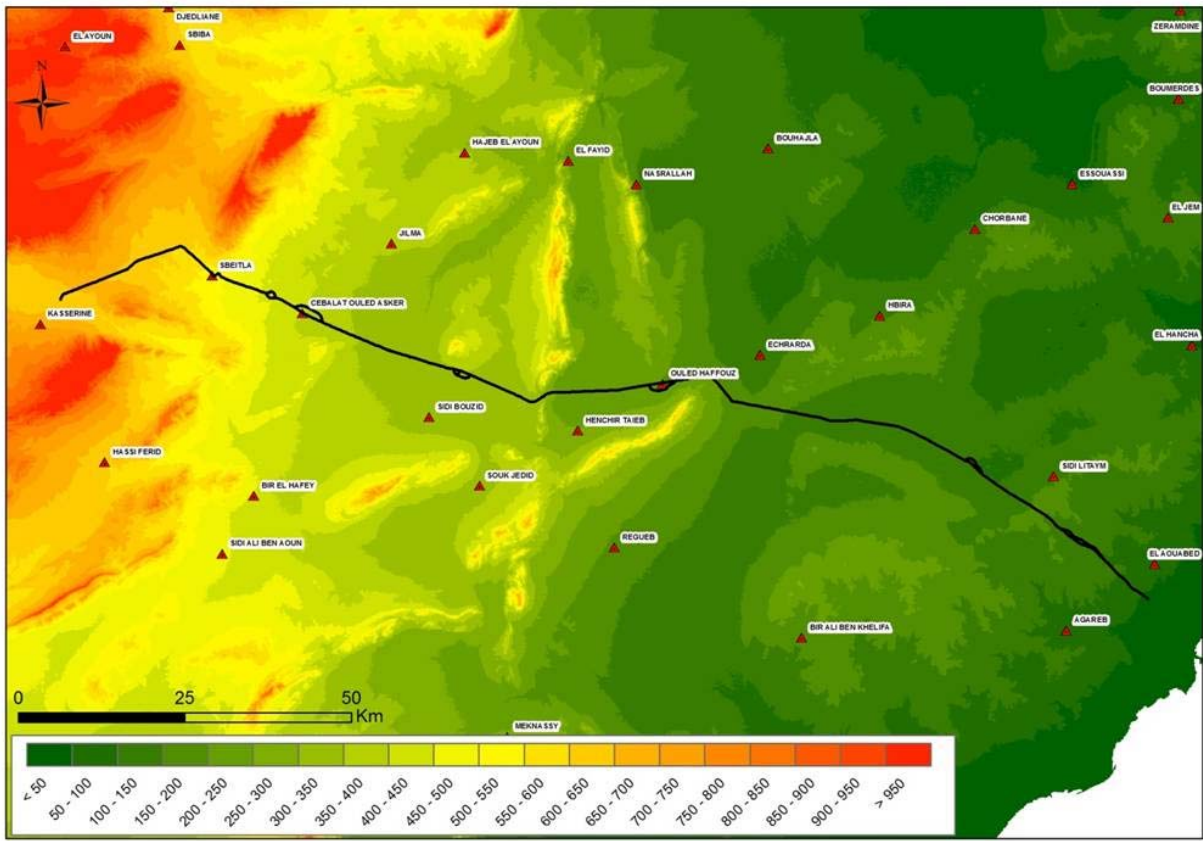 DJEDLIANE
ZERAMDINE
EL AYOUN
SBIBA
N
BOUMERDES
HAJEB EL AYOUN
EL FAYID
BOUHAJLA
NASRALLAH
ESSOUASSI
EL JEM
CHORBANE
JILMA
SBEITLA
CEBALAT OULED ASKER
HBIRA
KASSERINE
EL HANCHA
ECHRARDA
OULED HAFFOUZ
SIDI BOUZID
HENCHIR TAIEB
HASSI FERID
SIDI LITAYM
SOUK JEDID
BIR EL HAFEY
REGUEB
SIDI ALI BEN AOUN
EL AOUABED
AGAREB
BIR ALI BEN KHELIFA
0 25 50
Km
MEKNASSY
< 50
50 - 100
100 - 150
150 - 200
200 - 250
250 - 300
300 - 350
350 - 400
400 - 450
450 - 500
500 - 550
550 - 600
600 - 650
650 - 700
700 - 750
750 - 800
800 - 850
850 - 900
900 - 950
> 950